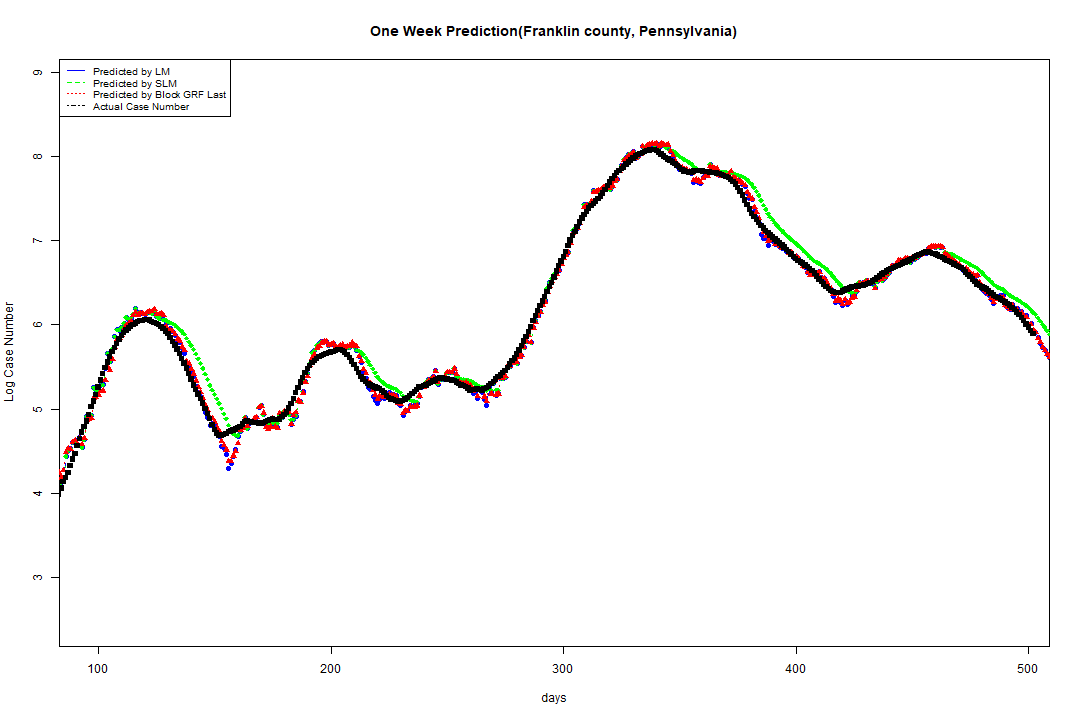 One Week Prediction(Franklin county, Pennsylvania)
Predicted by LM
Predicted by SLM
Predicted by Block GRF Last
Actual Case Number
9
8
7
6
5
4
3
Log Case Number
100 200 300 400 500
days